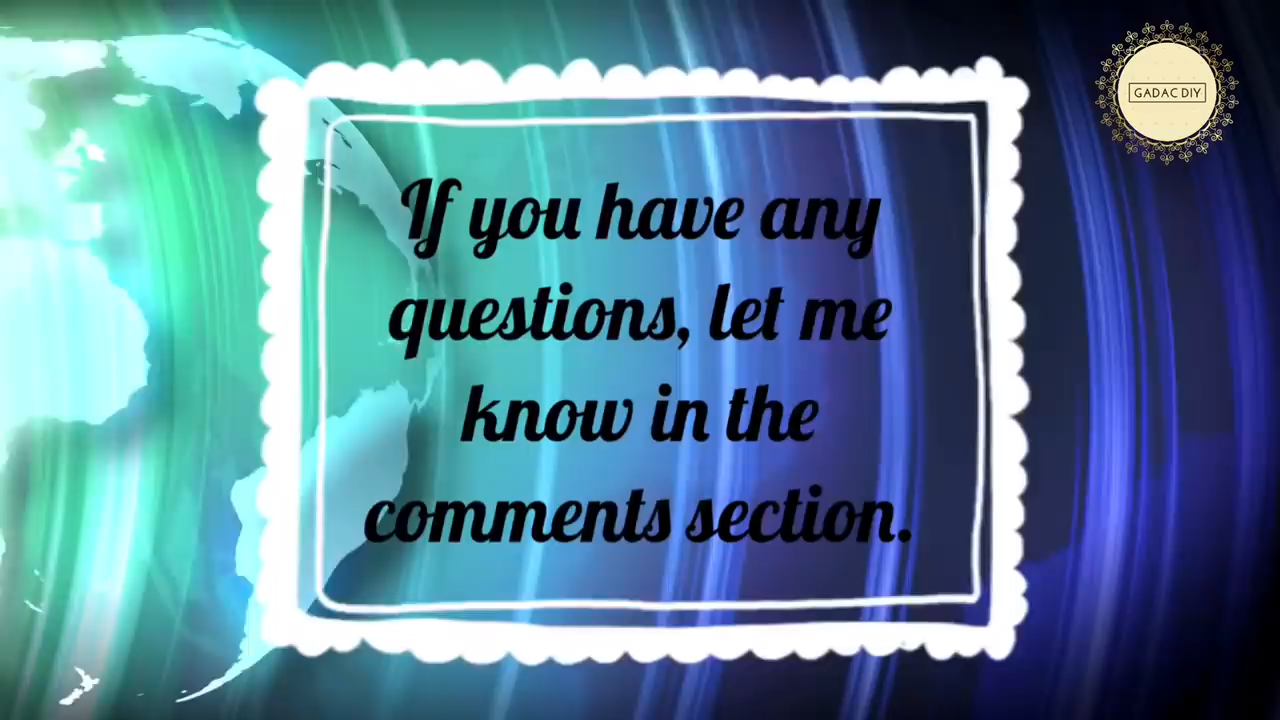 GADAC DIY
If you have any
questions, let me
know in the
comments section.